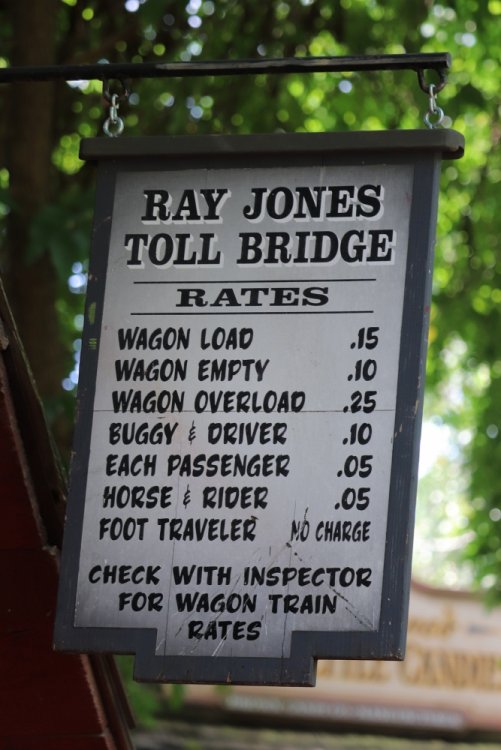 RAY JONES
TOLL BRIDGE
RATES
WAGON LOAD .15
WAGON EMPTY .10
WAGON OVERLOAD .25
BUGGY & DRIVER .10
EACH PASSENGER .05
HORSE & RIDER .05
FOOT TRAVELER NO CHARGE
CHECK WITH INSPECTOR
FOR WAGON TRAIN
RATES